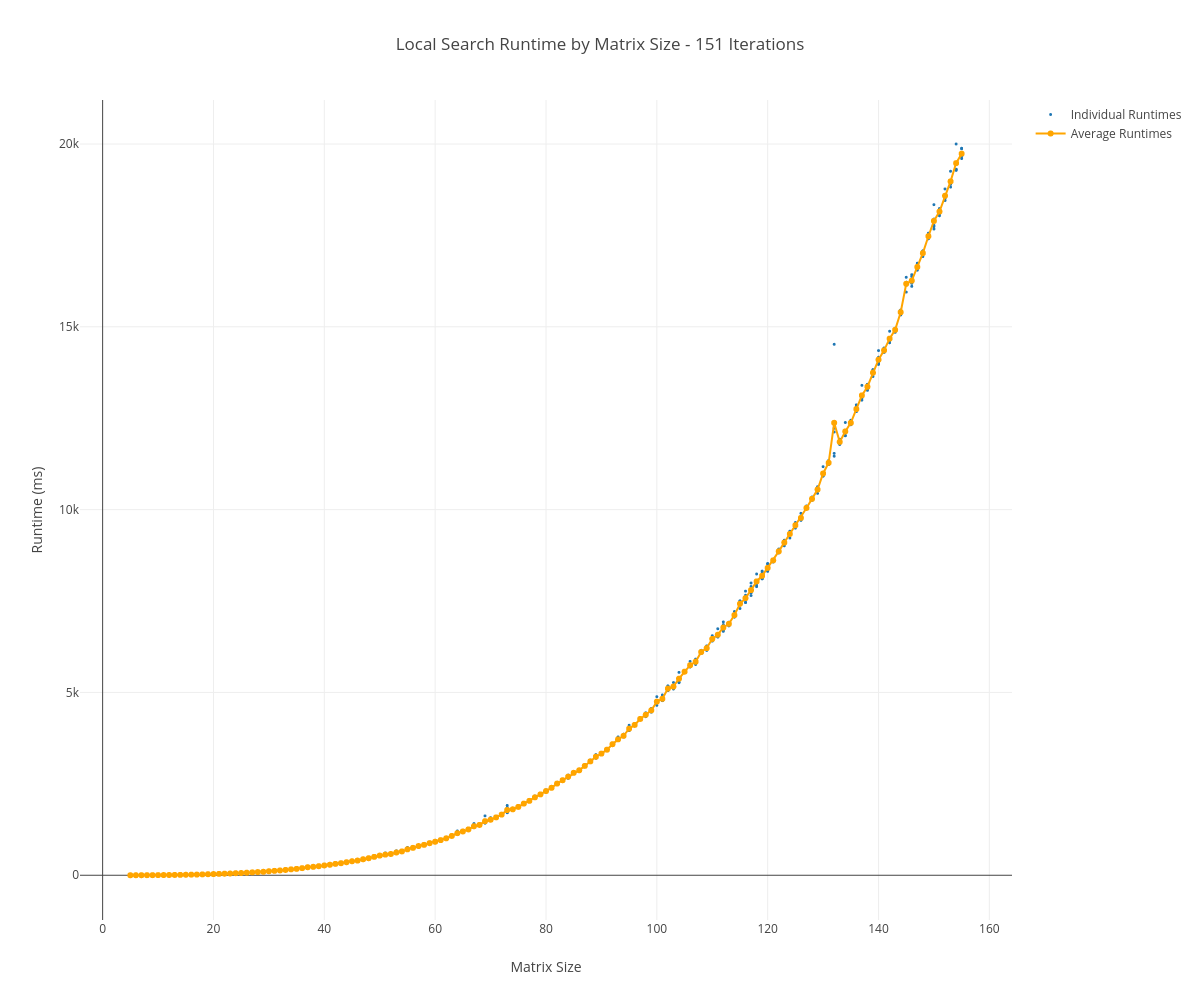 Local Search Runtime by Matrix Size - 151 Iterations
Individual Runtimes
Average Runtimes
20k
15k
10k
5k
0
Runtime (ms)
0 20 40 60 80 100 120 140 160
Matrix Size